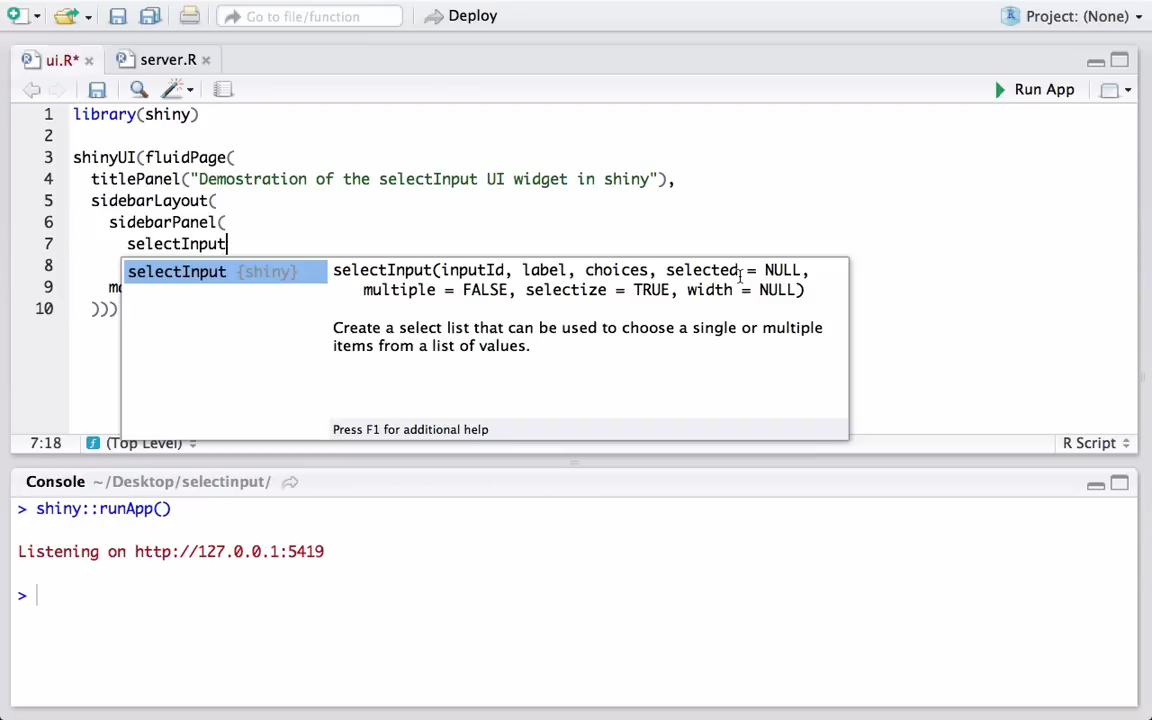 Go to file/function
Deploy
Project: (None)
ui.R*
server.R
Run App
1 library(shiny)
2
3 shinyUI(fluidPage(
4 titlePanel("Demostration of the selectInput UI widget in shiny"),
5 sidebarLayout(
6 sidebarPanel(
7 selectInput
8
9
10 )))
selectInput {shiny}
selectInput(inputId, label, choices, selected = NULL,
multiple = FALSE, selectize = TRUE, width = NULL)
Create a select list that can be used to choose a single or multiple
items from a list of values.
Press F1 for additional help
7:18
(Top Level)
R Script
Console ~/Desktop/selectinput/
> shiny::runApp()
Listening on http://127.0.0.1:5419
>